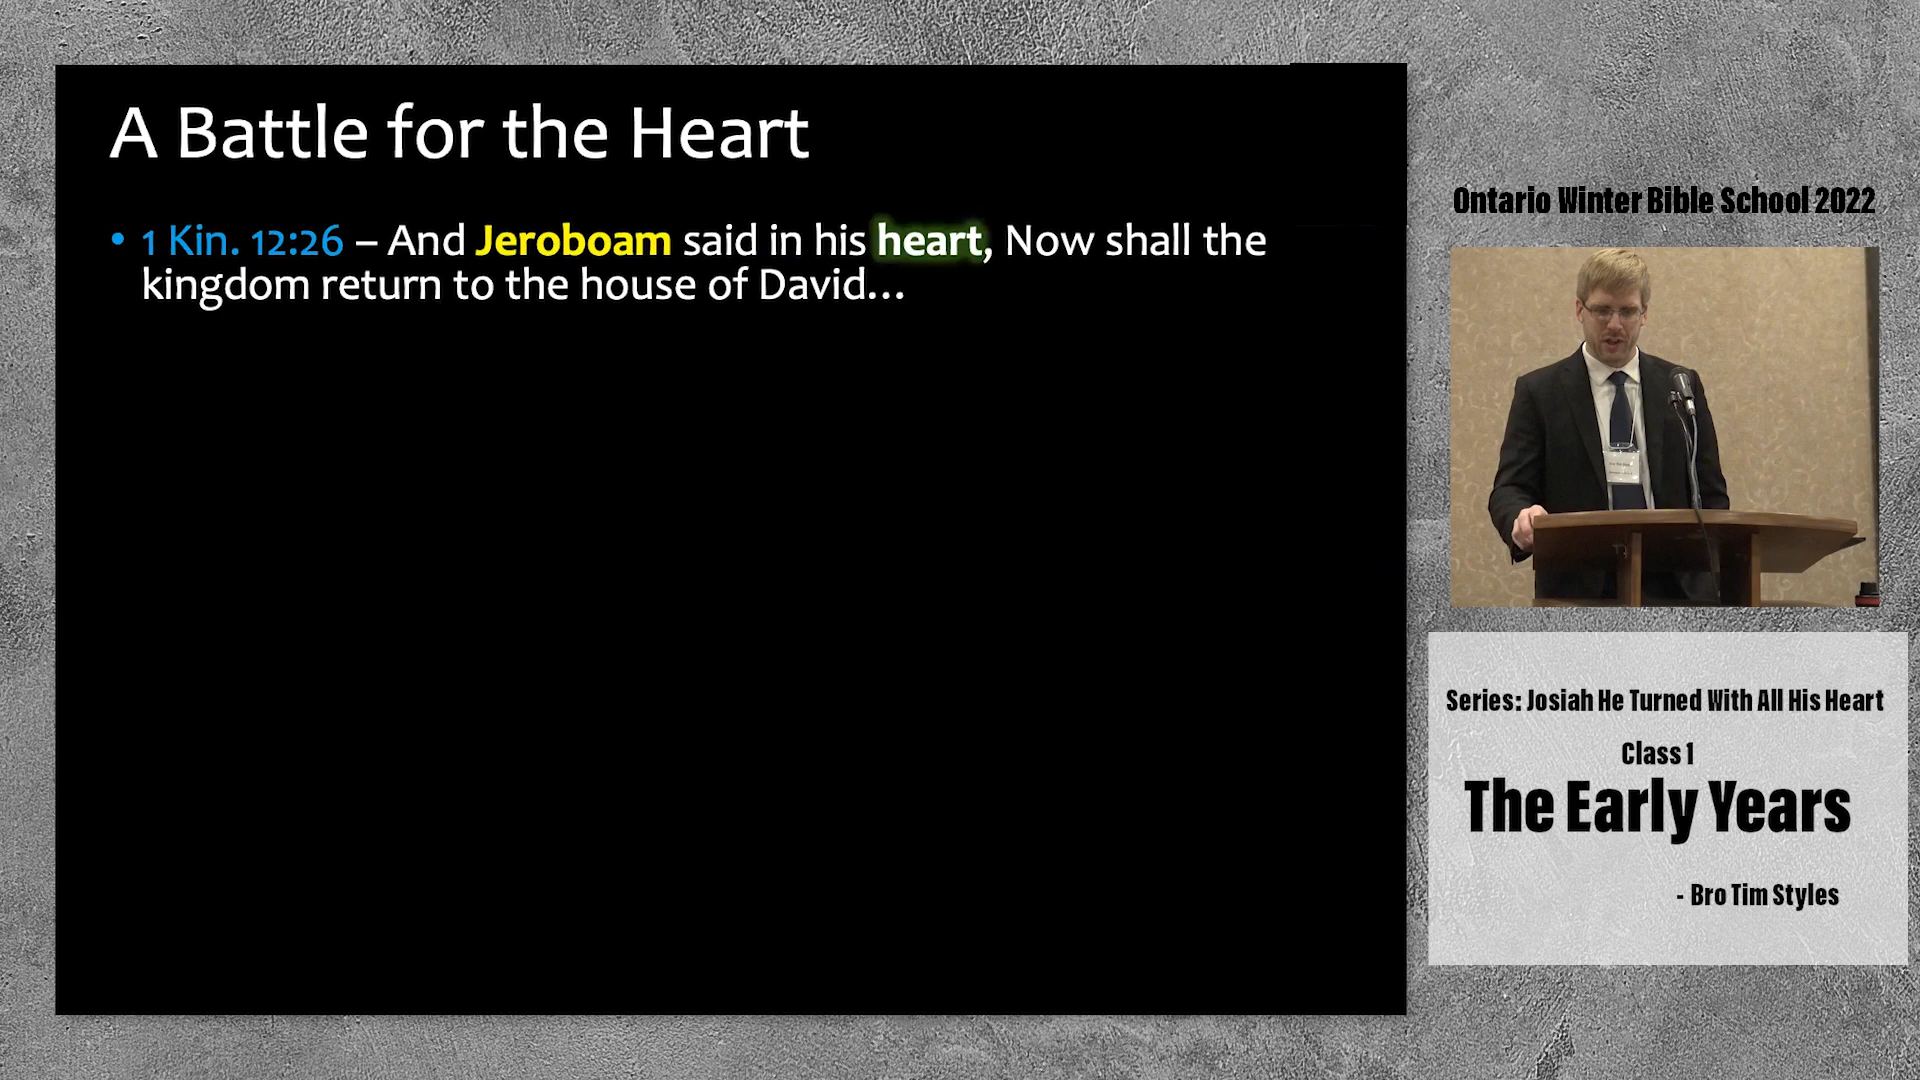 A Battle for the Heart
• 1 Kin. 12:26 – And Jeroboam said in his heart, Now shall the
kingdom return to the house of David...
Ontario Winter Bible School 2022
Series: Josiah He Turned With All His Heart
Class 1
The Early Years
- Bro Tim Styles